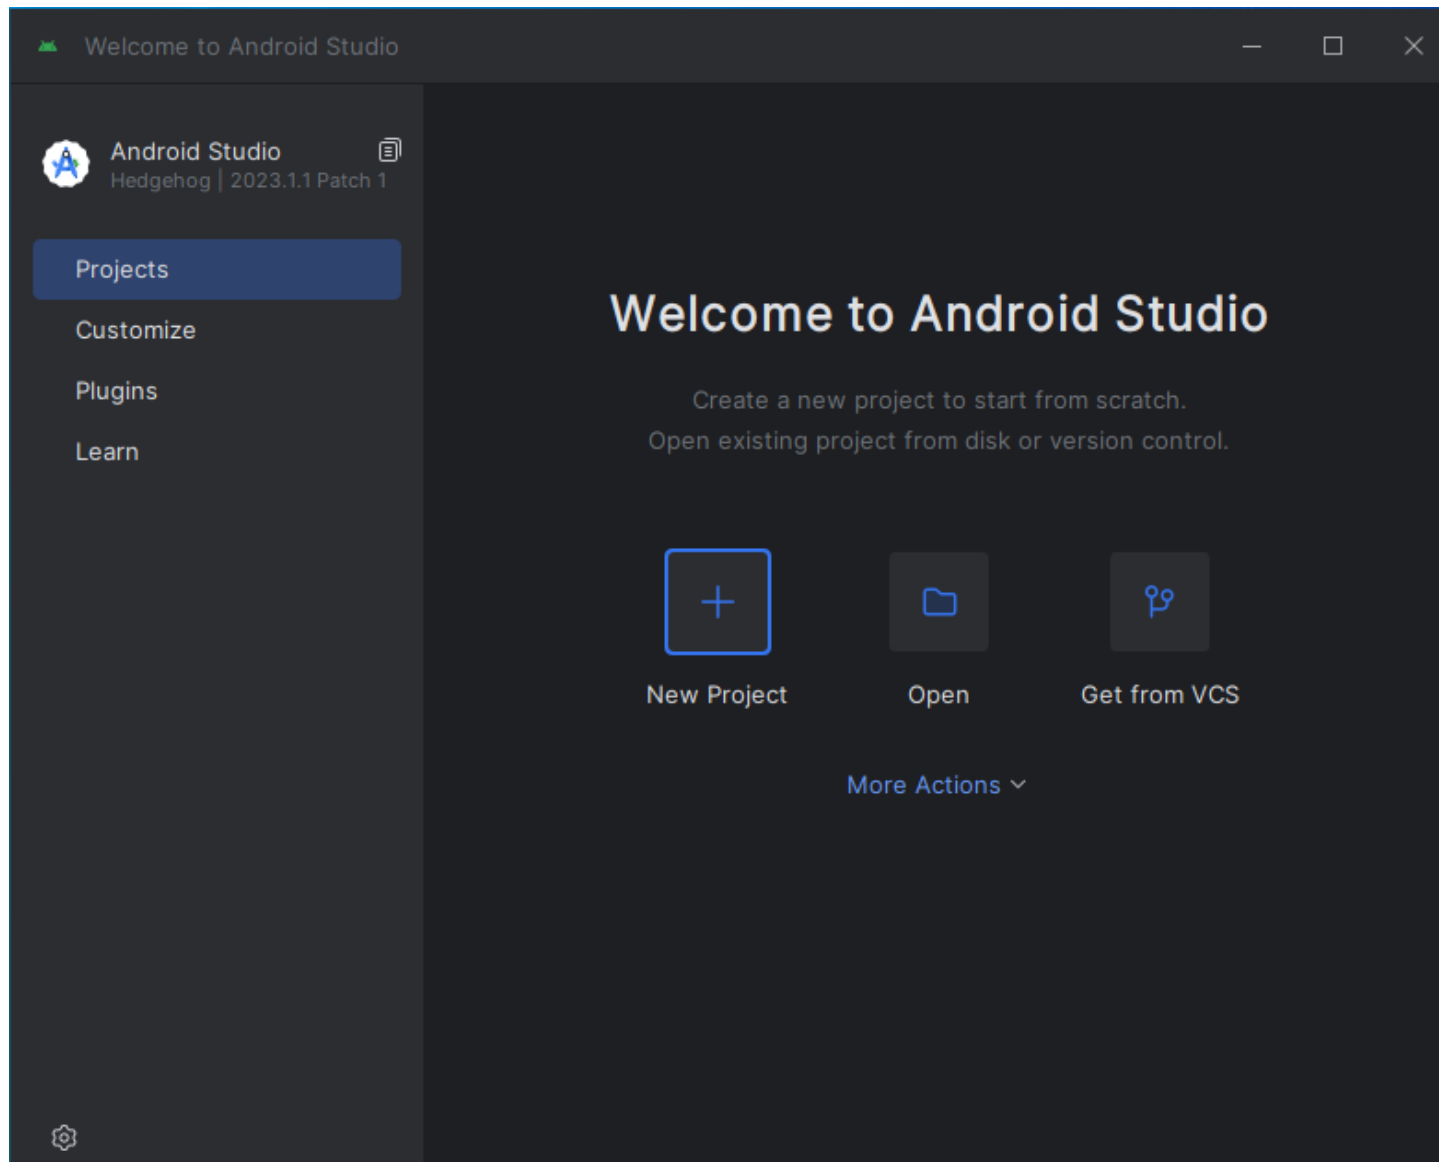 Welcome to Android Studio
Android Studio
Hedgehog | 2023.1.1 Patch 1
Projects
Customize
Plugins
Learn
Welcome to Android Studio
Create a new project to start from scratch.
Open existing project from disk or version control.
New Project
Open
Get from VCS
More Actions